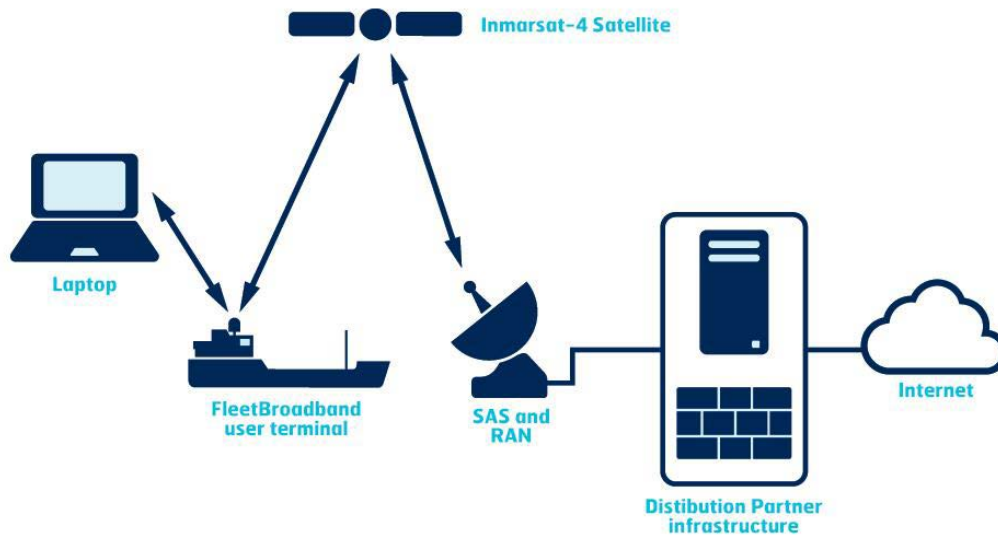 Inmarsat-4 Satellite
Laptop
FleetBroadband
user terminal
SAS and
RAN
Internet
Distibution Partner
infrastructure